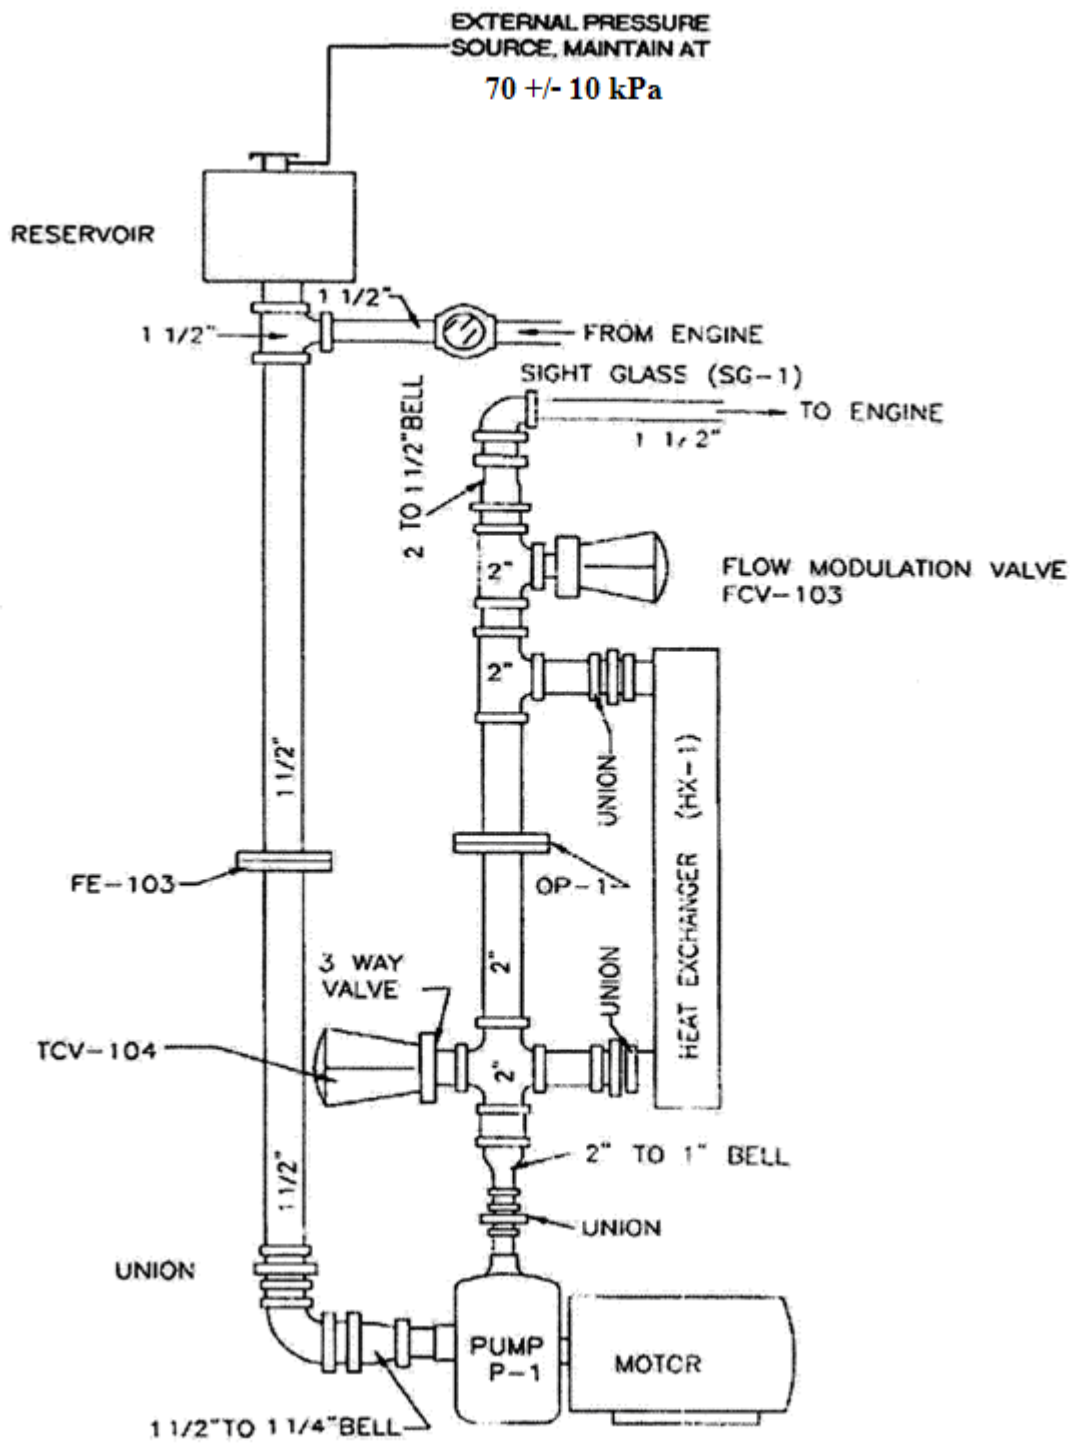 EXTERNAL PRESSURE
SOURCE, MAINTAIN AT
70 +/- 10 kPa
RESERVOIR
1 1/2"
1 1/2"
FROM ENGINE
SIGHT GLASS (SG-1)
TO ENGINE
1 1/2"
2 TO 1 1/2" BELL
2"
FLOW MODULATION VALVE
FCV-103
2"
UNION
HEAT EXCHANGER (HX-1)
1 1/2"
FE-103
OP-1
2"
UNION
3 WAY
VALVE
TCV-104
2"
2" TO 1" BELL
1 1/2"
UNION
UNION
PUMP
P-1
MOTOR
1 1/2" TO 1 1/4" BELL